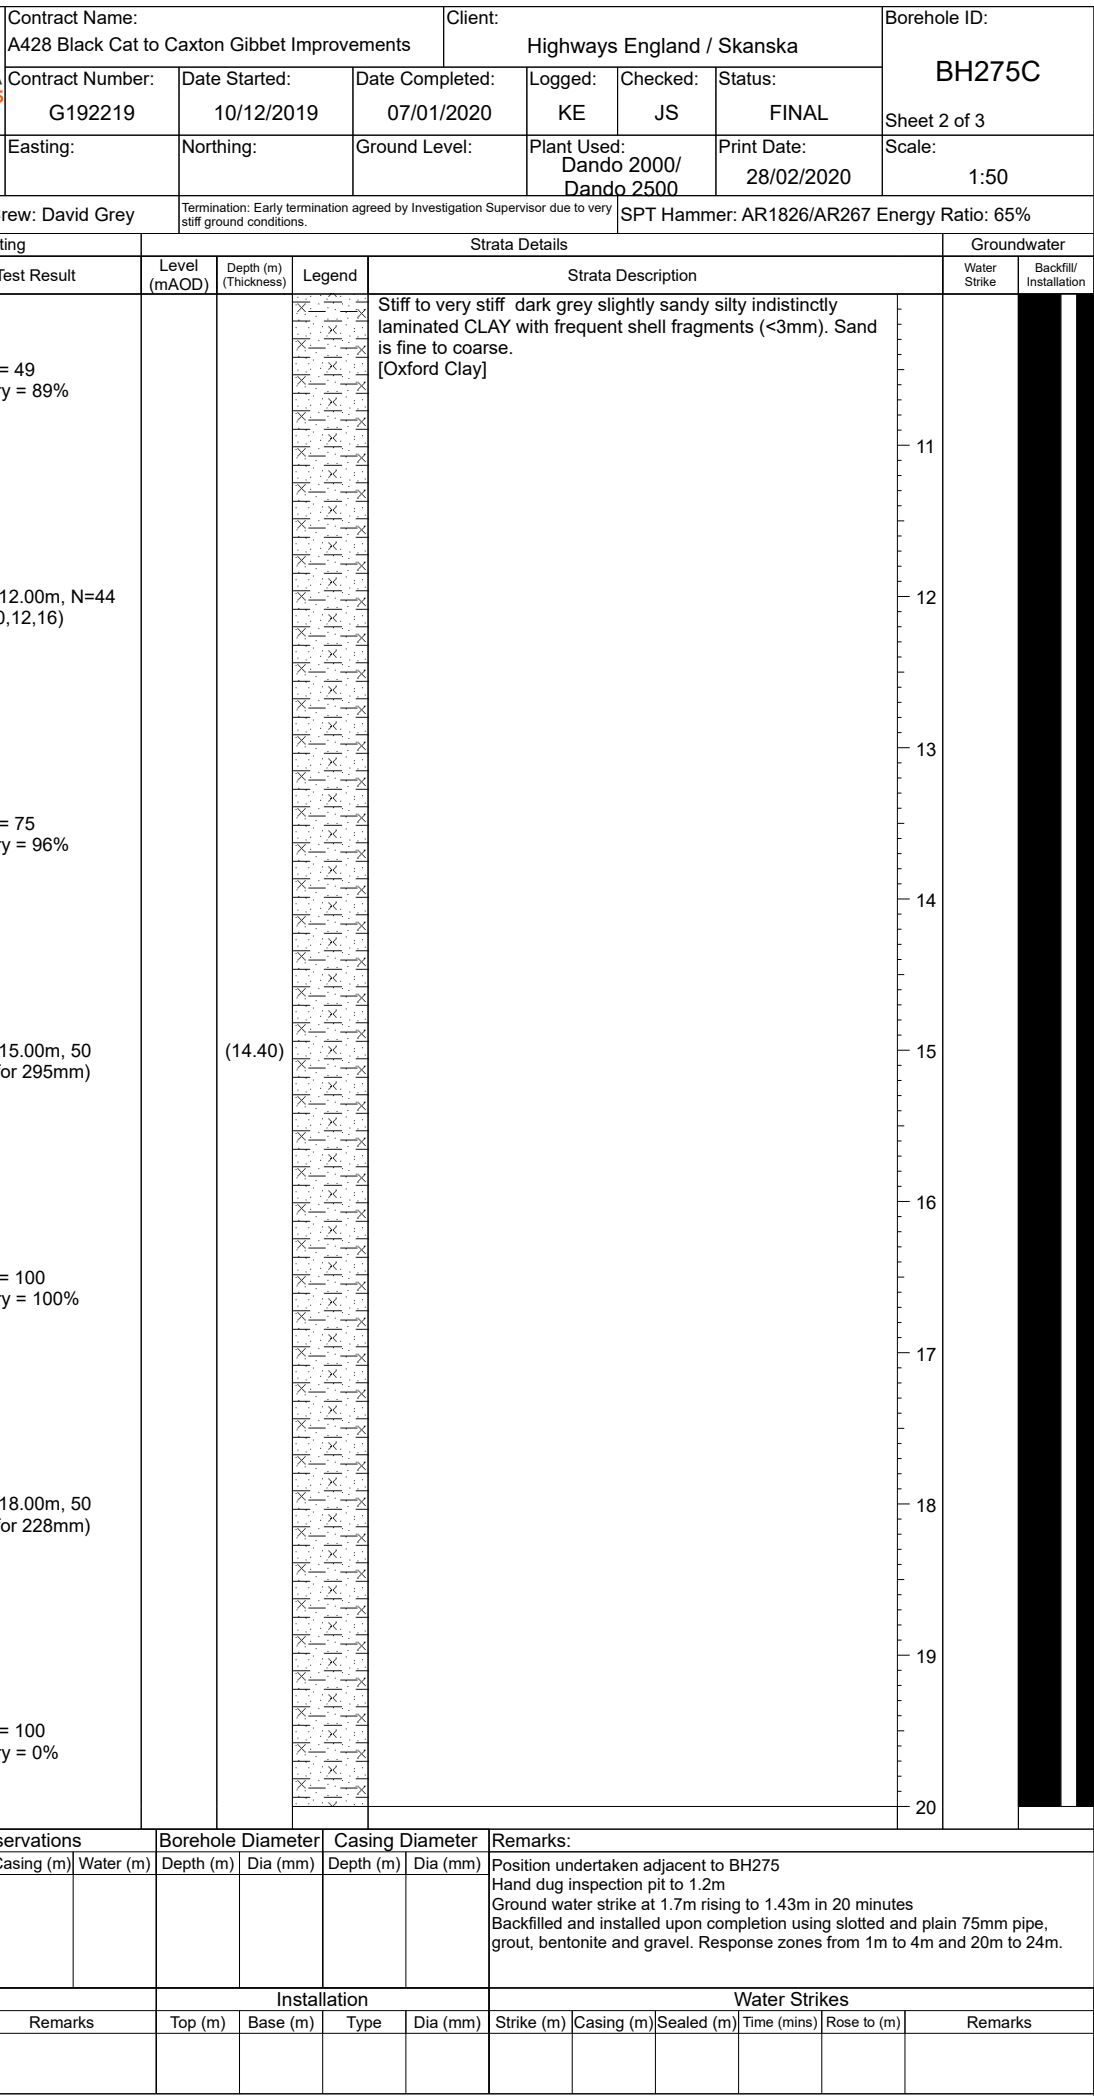 Contract Name:
A428 Black Cat to Caxton Gibbet Improvements
Client:
Highways England / Skanska
Borehole ID:
BH275C
Sheet 2 of 3
Contract Number:
G192219
Date Started:
10/12/2019
Date Completed:
07/01/2020
Logged:
KE
Checked:
JS
Status:
FINAL
Easting:
Northing:
Ground Level:
Plant Used:
Dando 2000/
Dando 2500
Print Date:
28/02/2020
Scale:
1:50
rew: David Grey
Termination: Early termination agreed by Investigation Supervisor due to very
stiff ground conditions.
SPT Hammer: AR1826/AR267 Energy Ratio: 65%
ting
Strata Details
Groundwater
Test Result
Level
(mAOD)
Depth (m)
(Thickness)
Legend
Strata Description
Water
Strike
Backfill/
Installation
Stiff to very stiff dark grey slightly sandy silty indistinctly
laminated CLAY with frequent shell fragments (<3mm). Sand
is fine to coarse.
[Oxford Clay]
= 49
ry = 89%
11
12.00m, N=44
0,12,16)
12
13
= 75
ry = 96%
14
15.00m, 50
for 295mm)
(14.40)
15
16
= 100
ry = 100%
17
18.00m, 50
for 228mm)
18
19
= 100
ry = 0%
20
servations
Borehole Diameter
Casing Diameter
Remarks:
Casing (m)
Water (m)
Depth (m)
Dia (mm)
Depth (m)
Dia (mm)
Position undertaken adjacent to BH275
Hand dug inspection pit to 1.2m
Ground water strike at 1.7m rising to 1.43m in 20 minutes
Backfilled and installed upon completion using slotted and plain 75mm pipe,
grout, bentonite and gravel. Response zones from 1m to 4m and 20m to 24m.
Installation
Water Strikes
Remarks
Top (m)
Base (m)
Type
Dia (mm)
Strike (m)
Casing (m)
Sealed (m)
Time (mins)
Rose to (m)
Remarks